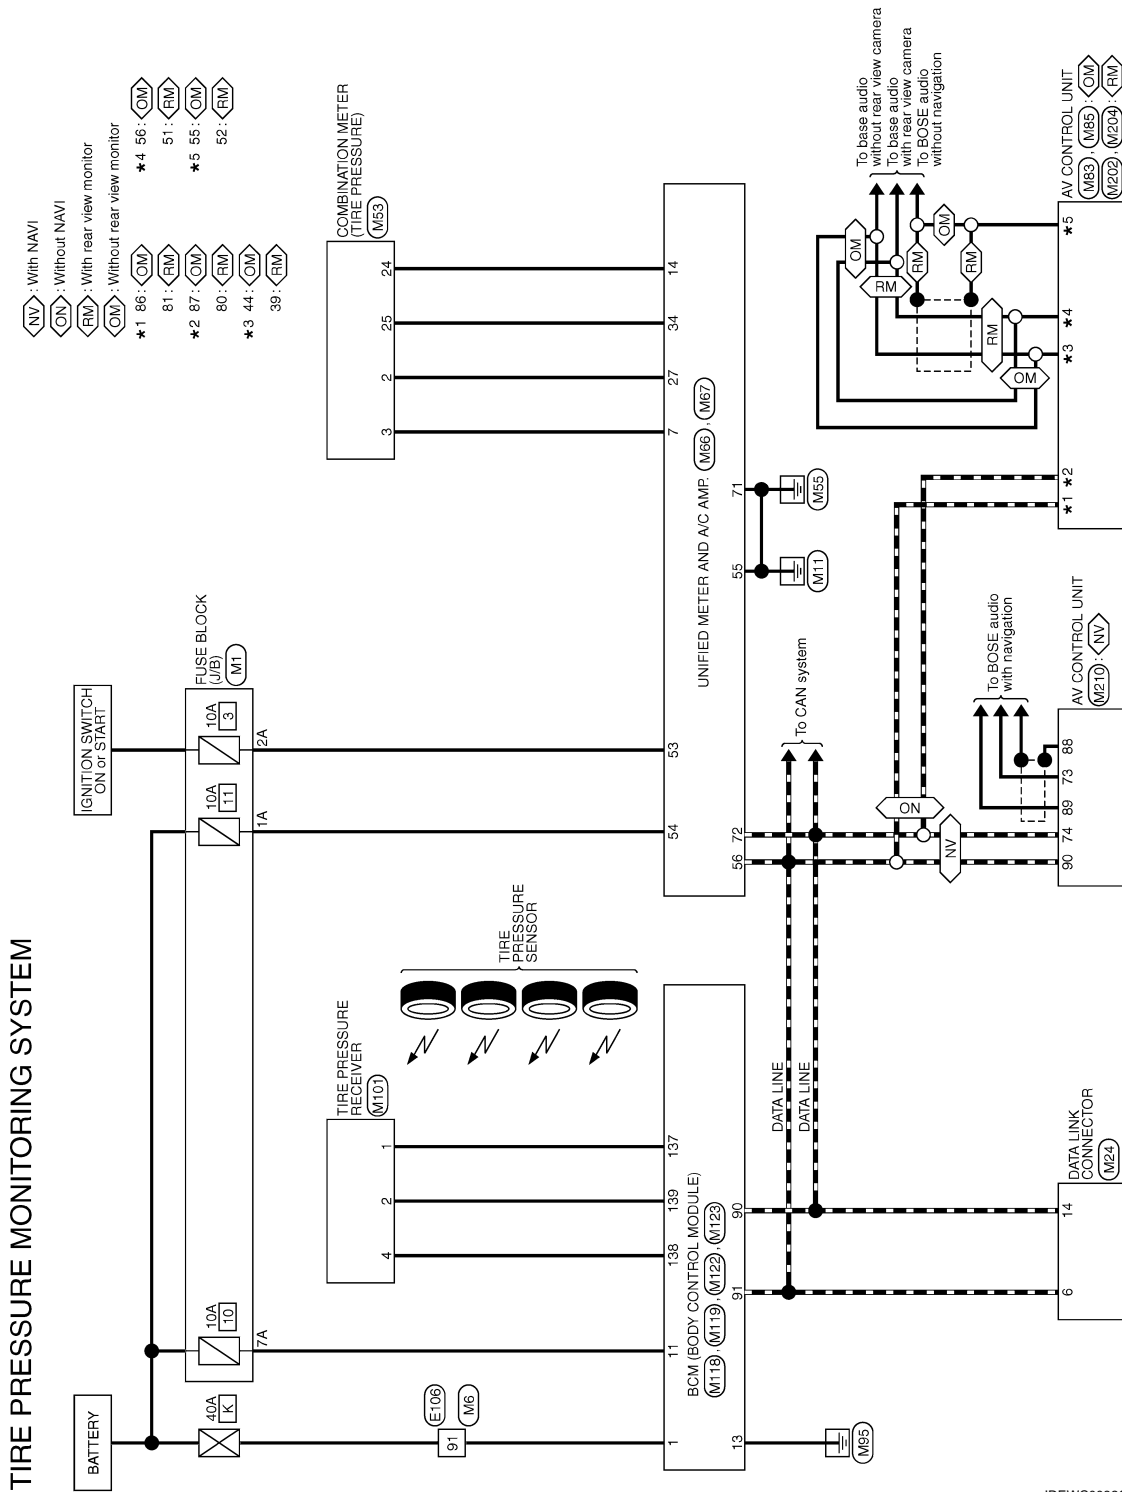 TIRE PRESSURE MONITORING SYSTEM
BATTERY
IGNITION SWITCH
ON or START
40A
K
10A
10
7A
10A
11
1A
10A
3
2A
FUSE BLOCK
(J/B)
M1
NV : With NAVI
ON : Without NAVI
RM : With rear view monitor
OM : Without rear view monitor
*1 86 : OM
81 : RM
*2 87 : OM
80 : RM
*3 44 : OM
39 : RM
*4 56 : OM
51 : RM
*5 55 : OM
52 : RM
E106
91
M6
TIRE PRESSURE
RECEIVER
M101
4
2
1
TIRE
PRESSURE
SENSOR
COMBINATION METER
(TIRE PRESSURE)
M53
3
2
25
24
1
11
138
139
137
BCM (BODY CONTROL MODULE)
M118 , M119 , M122 , M123
13
91
90
54
53
7
27
34
14
UNIFIED METER AND A/C AMP. M66 , M67
56
72
55
71
M95
M11
M55
DATA LINE
DATA LINE
To CAN system
ON
NV
To BOSE audio
with navigation
To base audio
without rear view camera
To base audio
with rear view camera
To BOSE audio
without navigation
OM
RM
RM
OM
RM
RM
OM
6
14
DATA LINK
CONNECTOR
M24
90
74
89
73
88
AV CONTROL UNIT
M210 : NV
*1
*2
*3
*4
*5
AV CONTROL UNIT
M83 , M85 : OM
M202 , M204 : RM